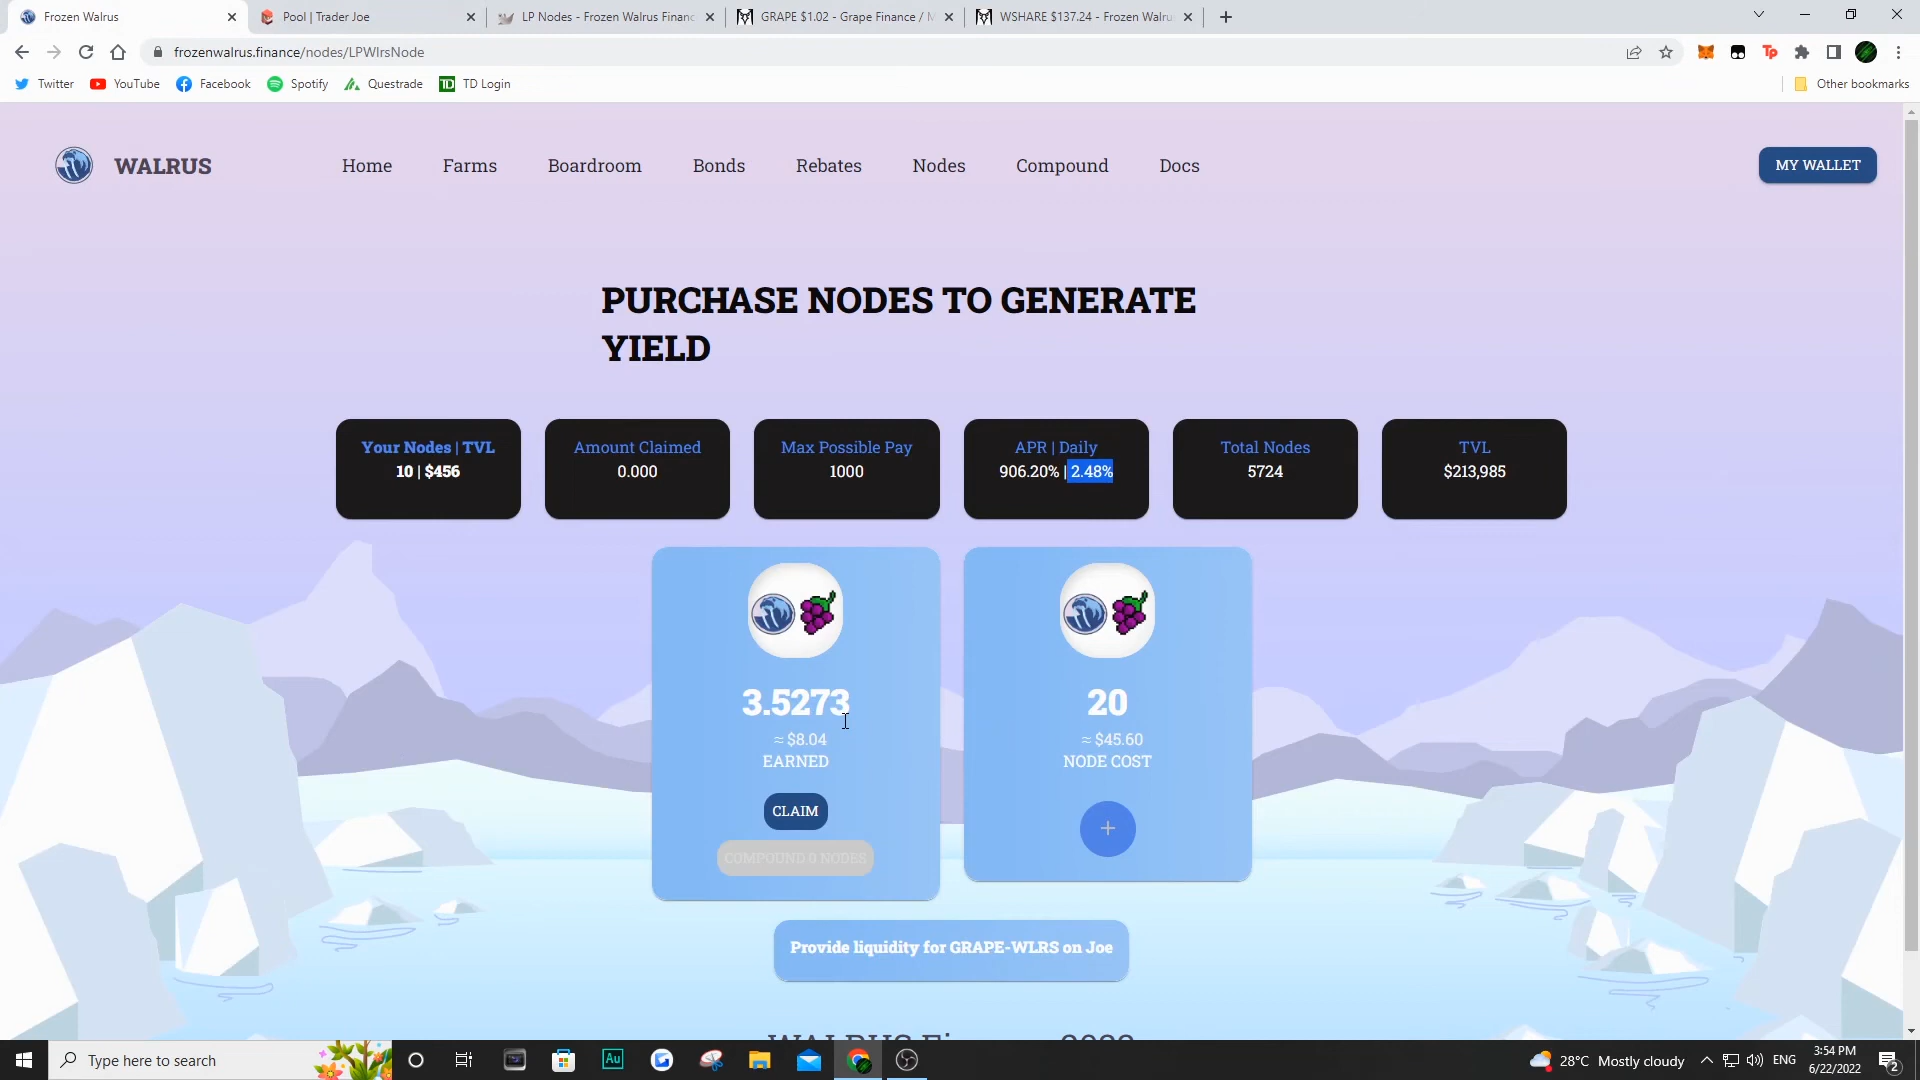 Frozen Walrus
Pool | Trader Joe
LP Nodes - Frozen Walrus Financ
GRAPE $1.02 - Grape Finance / M
WSHARE $137.24 - Frozen Walru
frozenwalrus.finance/nodes/LPWlrsNode
Twitter
YouTube
Facebook
Spotify
Questrade
TD
TD Login
Other bookmarks
WALRUS
Home
Farms
Boardroom
Bonds
Rebates
Nodes
Compound
Docs
MY WALLET
PURCHASE NODES TO GENERATE
YIELD
Your Nodes | TVL
10 | $456
Amount Claimed
0.000
Max Possible Pay
1000
APR | Daily
906.20% | 2.48%
Total Nodes
5724
TVL
$213,985
3.5273
≈ $8.04
EARNED
CLAIM
COMPOUND 0 NODES
20
≈ $45.60
NODE COST
+
Provide liquidity for GRAPE-WLRS on Joe
Type here to search
Au
28°C Mostly cloudy
ENG
3:54 PM
6/22/2022
2